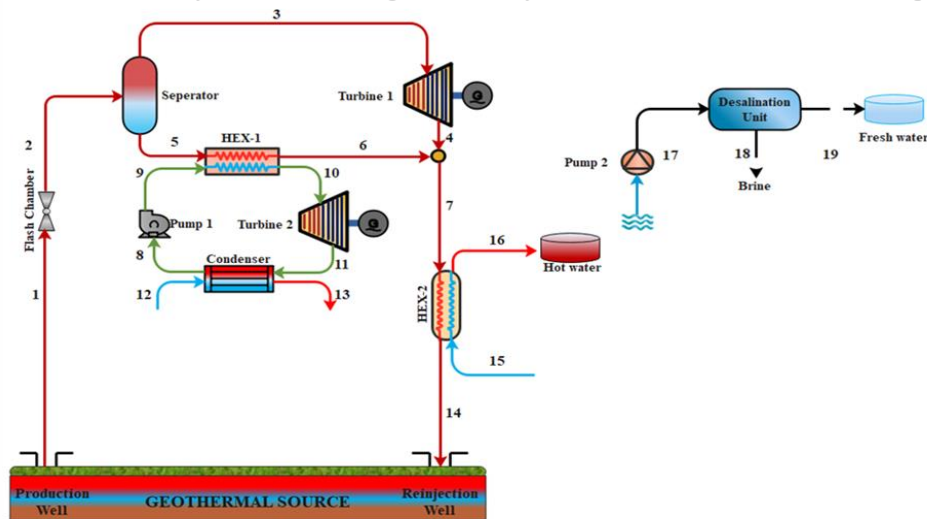 3
Seperator
Turbine 1
G
Desalination
Unit
Fresh water
2
4
HEX-1
5
6
17
18
19
Pump 2
Brine
9
10
Flash Chamber
Pump 1
Turbine 2
G
7
16
8
Condenser
11
Hot water
12
13
1
HEX-2
15
14
Production
Well
GEOTHERMAL SOURCE
Reinjection
Well